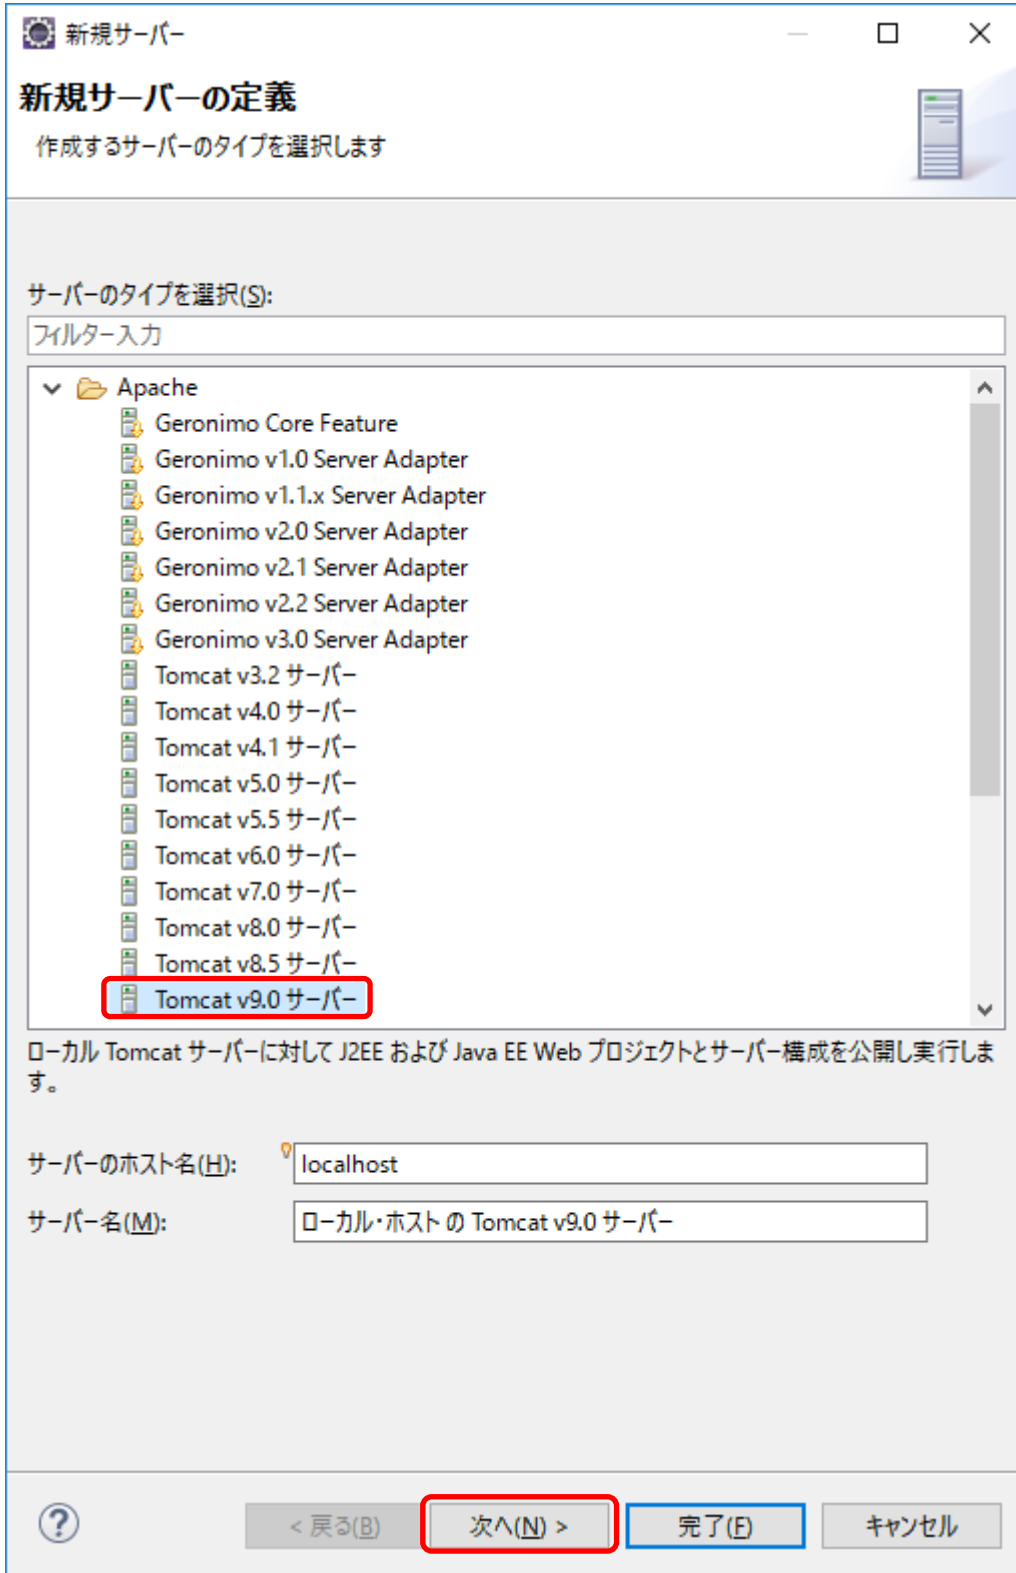 新規サーバー
新規サーバーの定義
作成するサーバーのタイプを選択します
サーバーのタイプを選択(S):
フィルター入力
Apache
Geronimo Core Feature
Geronimo v1.0 Server Adapter
Geronimo v1.1.x Server Adapter
Geronimo v2.0 Server Adapter
Geronimo v2.1 Server Adapter
Geronimo v2.2 Server Adapter
Geronimo v3.0 Server Adapter
Tomcat v3.2 サーバー
Tomcat v4.0 サーバー
Tomcat v4.1 サーバー
Tomcat v5.0 サーバー
Tomcat v5.5 サーバー
Tomcat v6.0 サーバー
Tomcat v7.0 サーバー
Tomcat v8.0 サーバー
Tomcat v8.5 サーバー
Tomcat v9.0 サーバー
ローカル Tomcat サーバーに対して J2EE および Java EE Web プロジェクトとサーバー構成を公開し実行しま
す。
サーバーのホスト名(H): localhost
サーバー名(M): ローカル・ホスト の Tomcat v9.0 サーバー
< 戻る(B) 次へ(N) > 完了(F) キャンセル